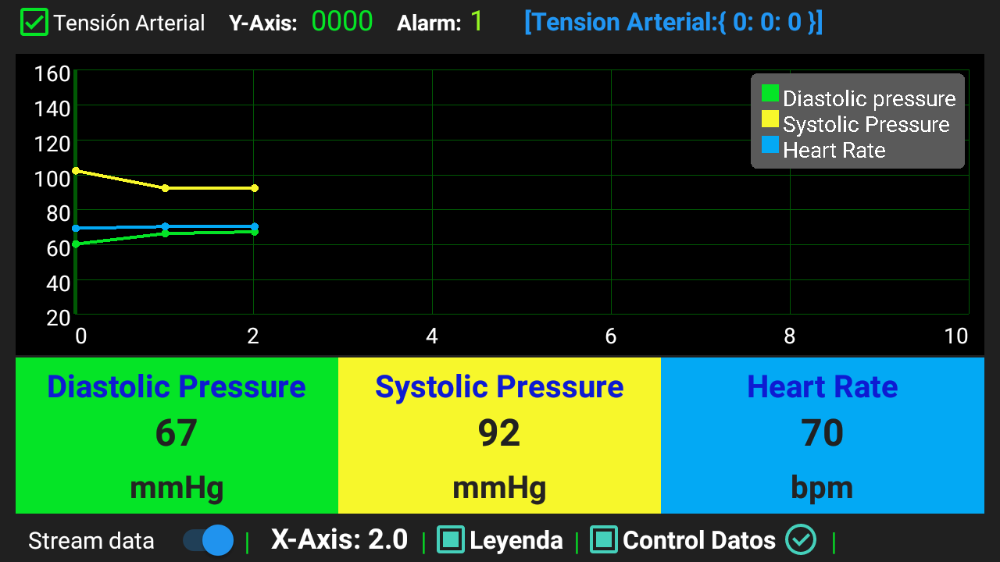 Tensión Arterial Y-Axis: 0000 Alarm: 1 [Tension Arterial:{ 0: 0: 0 }]
160
140
120
100
80
60
40
20
0 2 4 6 8 10
Diastolic pressure
Systolic Pressure
Heart Rate
Diastolic Pressure
67
mmHg
Systolic Pressure
92
mmHg
Heart Rate
70
bpm
Stream data | X-Axis: 2.0 | Leyenda | Control Datos |